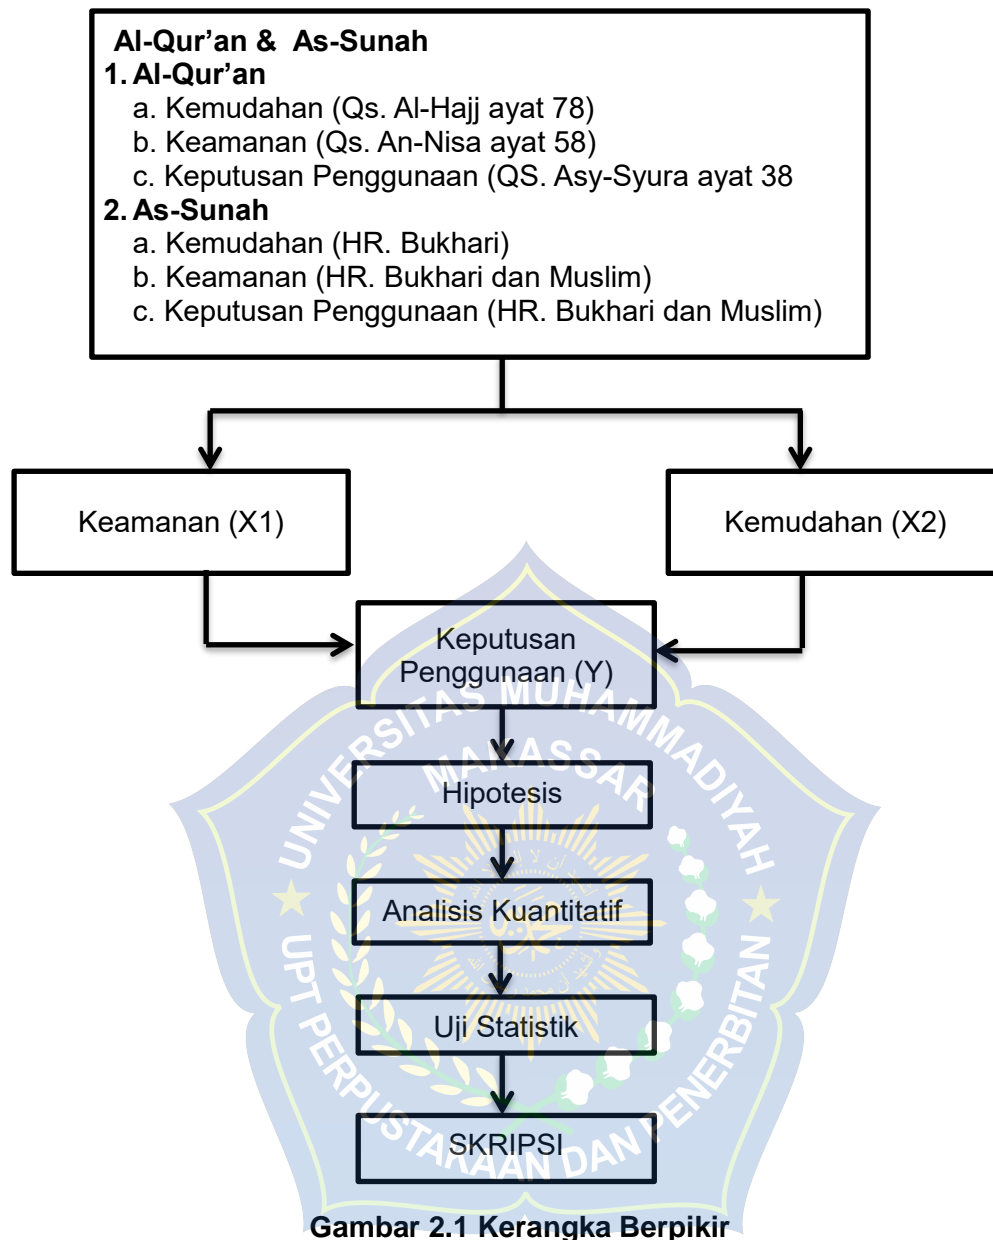 Al-Qur’an & As-Sunah
1. Al-Qur’an
a. Kemudahan (Qs. Al-Hajj ayat 78)
b. Keamanan (Qs. An-Nisa ayat 58)
c. Keputusan Penggunaan (QS. Asy-Syura ayat 38
2. As-Sunah
a. Kemudahan (HR. Bukhari)
b. Keamanan (HR. Bukhari dan Muslim)
c. Keputusan Penggunaan (HR. Bukhari dan Muslim)
Keamanan (X1)
Kemudahan (X2)
Keputusan
Penggunaan (Y)
Hipotesis
Analisis Kuantitatif
Uji Statistik
SKRIPSI
UNIVERSITAS MUHAMMADIYAH
MAKASSAR
UPT PERPUSTAKAAN DAN PENERBITAN
Gambar 2.1 Kerangka Berpikir